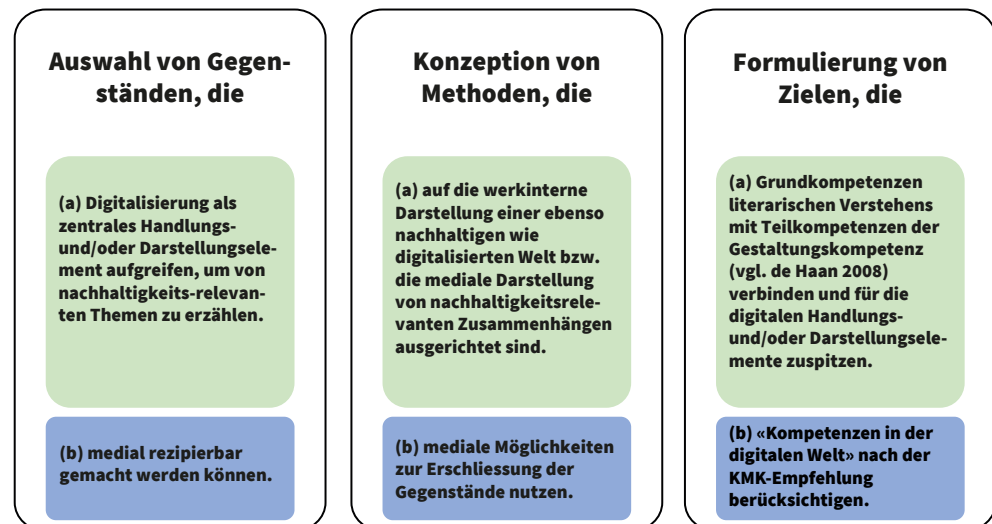 Auswahl von Gegen-
ständen, die
(a) Digitalisierung als
zentrales Handlungs-
und/oder Darstellungsele-
ment aufgreifen, um von
nachhaltigkeits-relevan-
ten Themen zu erzählen.
(b) medial rezipierbar
gemacht werden können.
Konzeption von
Methoden, die
(a) auf die werkinterne
Darstellung einer ebenso
nachhaltigen wie
digitalisierten Welt bzw.
die mediale Darstellung
von nachhaltigkeitsrele-
vanten Zusammenhängen
ausgerichtet sind.
(b) mediale Möglichkeiten
zur Erschliessung der
Gegenstände nutzen.
Formulierung von
Zielen, die
(a) Grundkompetenzen
literarischen Verstehens
mit Teilkompetenzen der
Gestaltungskompetenz
(vgl. de Haan 2008)
verbinden und für die
digitalen Handlungs-
und/oder Darstellungsele-
mente zuspitzen.
(b) «Kompetenzen in der
digitalen Welt» nach der
KMK-Empfehlung
berücksichtigen.